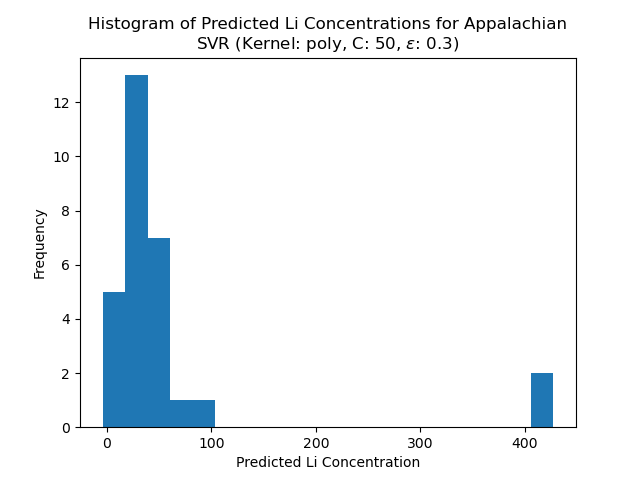 Histogram of Predicted Li Concentrations for Appalachian
SVR (Kernel: poly, C: 50, ε: 0.3)
12
10
8
6
4
2
0
Frequency
0 100 200 300 400
Predicted Li Concentration